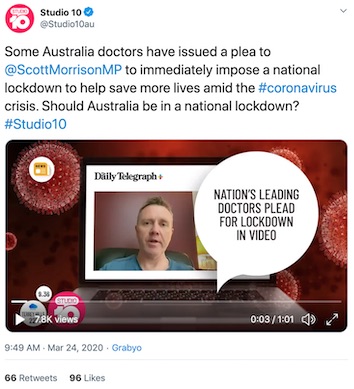 Studio 10
@Studio10au
Some Australia doctors have issued a plea to
@ScottMorrisonMP to immediately impose a national
lockdown to help save more lives amid the #coronavirus
crisis. Should Australia be in a national lockdown?
#Studio10
The Daily Telegraph
NATION'S LEADING
DOCTORS PLEAD
FOR LOCKDOWN
IN VIDEO
8.36
STUDIO
10
7.8K views
0:03 / 1:01
9:49 AM · Mar 24, 2020 · Grabyo
66 Retweets 96 Likes